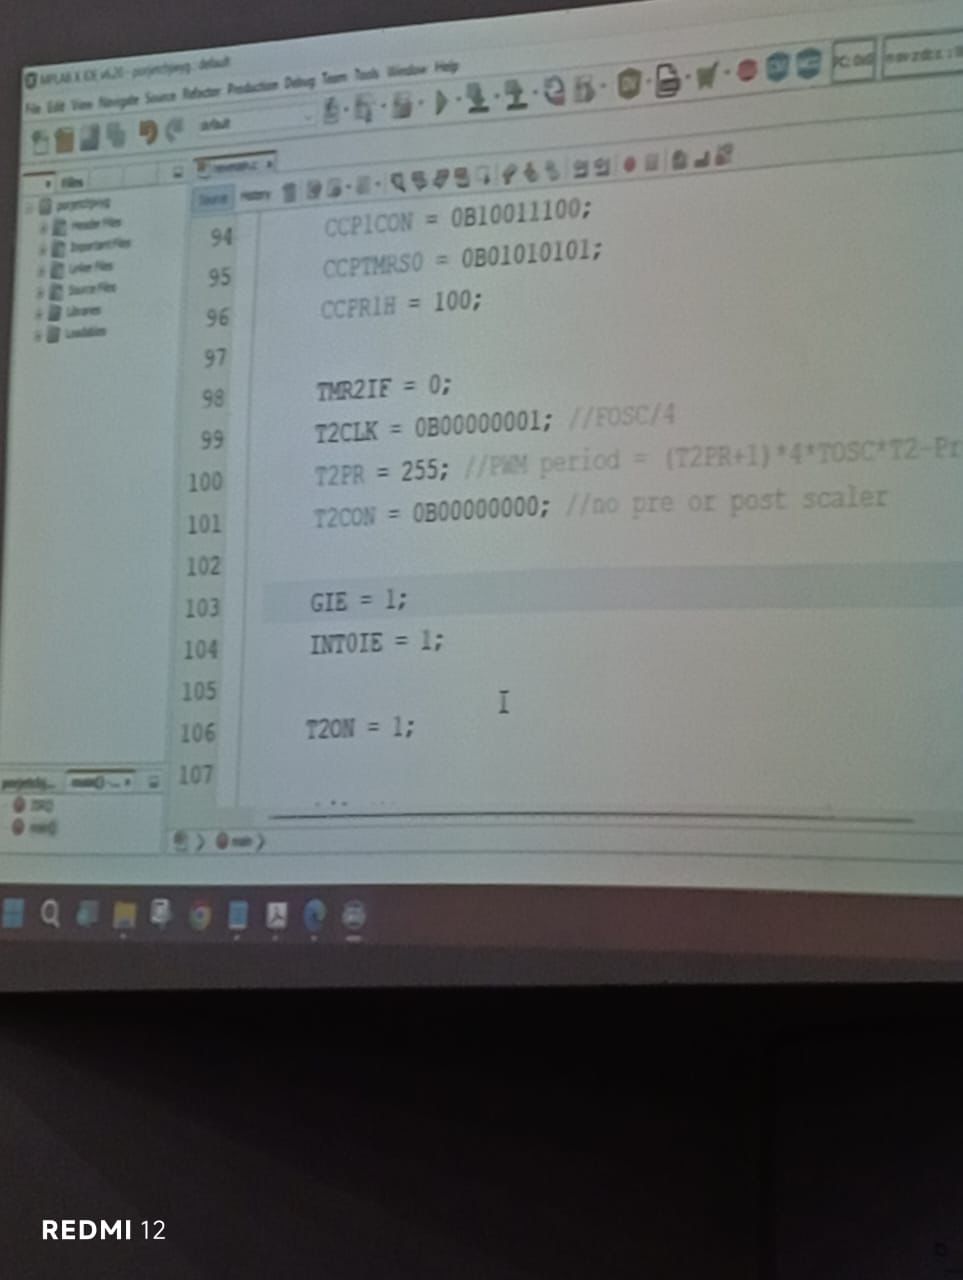 MPLAB X IDE v6.20 - : default
File Edit View Navigate Source Refactor Production Debug Team Tools Window Help
default
PC: 0x0
Files
Source History
Header Files
Important Files
Linker Files
Source Files
Libraries
Loadables
94 CCP1CON = 0B10011100;
95 CCPTMRS0 = 0B01010101;
96 CCPR1H = 100;
97
98 TMR2IF = 0;
99 T2CLK = 0B00000001; //FOSC/4
100 T2PR = 255; //PWM period = (T2PR+1)*4*TOSC*T2-Pr
101 T2CON = 0B00000000; //no pre or post scaler
102
103 GIE = 1;
104 INT0IE = 1;
105
106 T2ON = 1;
107
main
REDMI 12